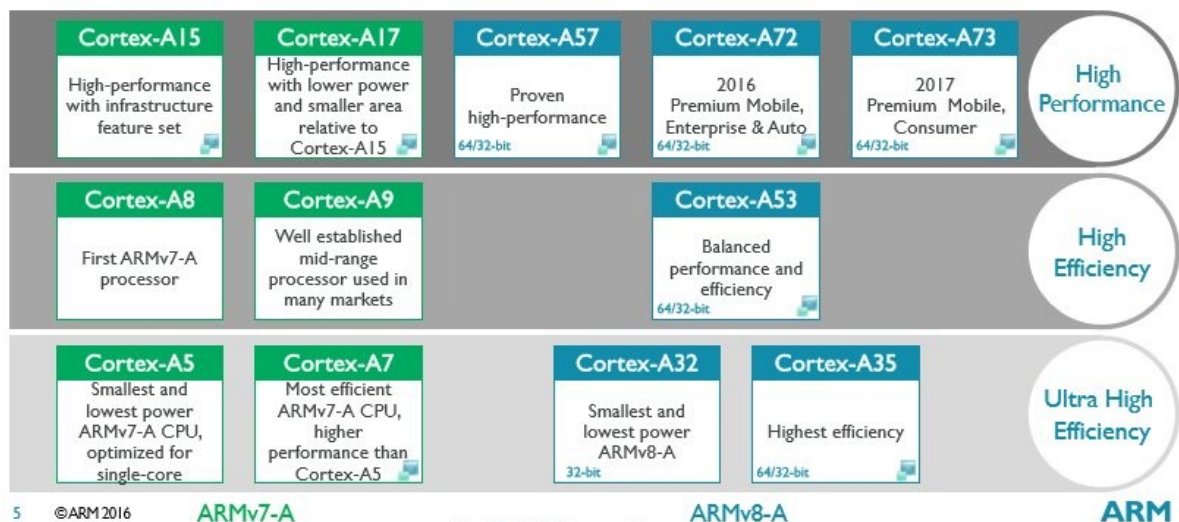 Cortex-A15
High-performance
with infrastructure
feature set
Cortex-A17
High-performance
with lower power
and smaller area
relative to
Cortex-A15
Cortex-A57
Proven
high-performance
64/32-bit
Cortex-A72
2016
Premium Mobile,
Enterprise & Auto
64/32-bit
Cortex-A73
2017
Premium Mobile,
Consumer
64/32-bit
High
Performance
Cortex-A8
First ARMv7-A
processor
Cortex-A9
Well established
mid-range
processor used in
many markets
Cortex-A53
Balanced
performance and
efficiency
64/32-bit
High
Efficiency
Cortex-A5
Smallest and
lowest power
ARMv7-A CPU,
optimized for
single-core
Cortex-A7
Most efficient
ARMv7-A CPU,
higher
performance than
Cortex-A5
Cortex-A32
Smallest and
lowest power
ARMv8-A
32-bit
Cortex-A35
Highest efficiency
64/32-bit
Ultra High
Efficiency
5 ©ARM 2016 ARMv7-A ARMv8-A ARM